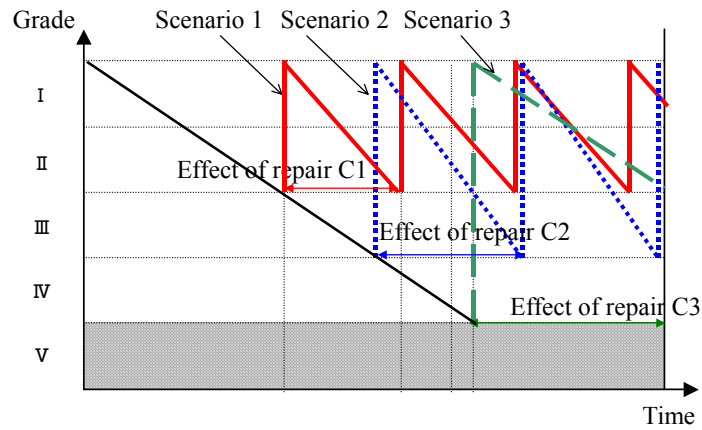 Grade
Scenario 1
Scenario 2
Scenario 3
Ⅰ
Ⅱ
Effect of repair C1
Ⅲ
Effect of repair C2
Ⅳ
Effect of repair C3
Ⅴ
Time